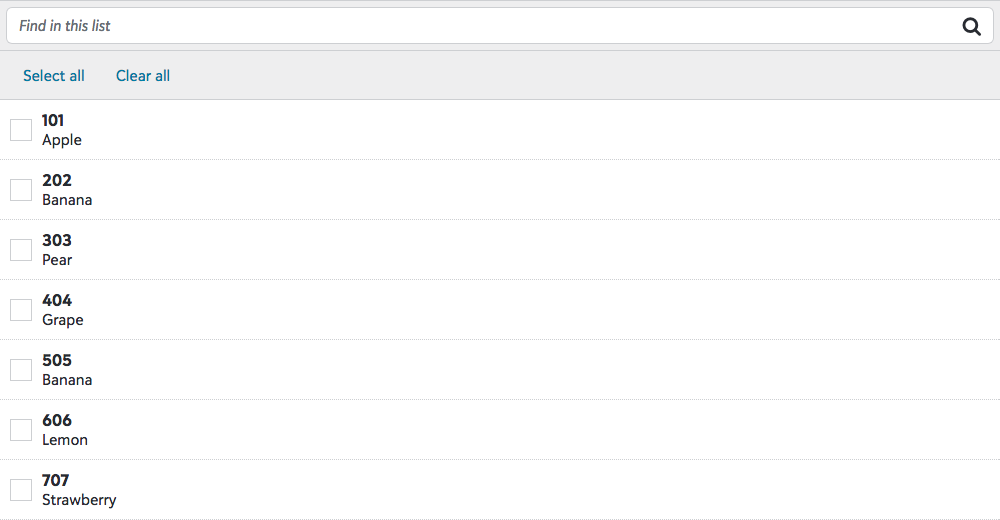 Find in this list
Select all Clear all
101
Apple
202
Banana
303
Pear
404
Grape
505
Banana
606
Lemon
707
Strawberry